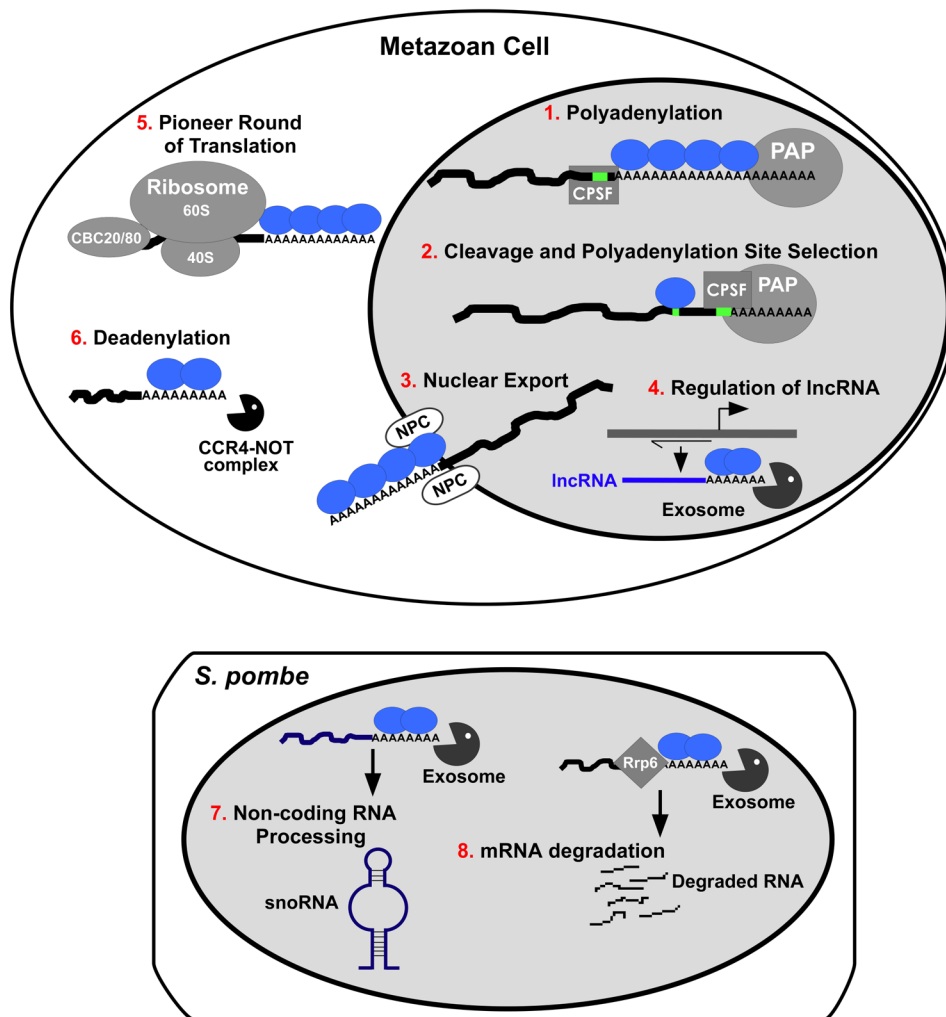 Metazoan Cell
1. Polyadenylation
PAP
CPSF
AAAAAAAAAAAAAAAAAAAA
2. Cleavage and Polyadenylation Site Selection
CPSF
PAP
AAAAAAAAA
3. Nuclear Export
NPC
NPC
AAAAAAAAAAAAA
4. Regulation of lncRNA
lncRNA
AAAAAAA
Exosome
5. Pioneer Round
of Translation
Ribosome
60S
CBC20/80
40S
AAAAAAAAAAAAA
6. Deadenylation
AAAAAAAAA
CCR4-NOT
complex
S. pombe
AAAAAAAA
Exosome
7. Non-coding RNA
Processing
snoRNA
Rrp6
AAAAAAAA
Exosome
8. mRNA degradation
Degraded RNA